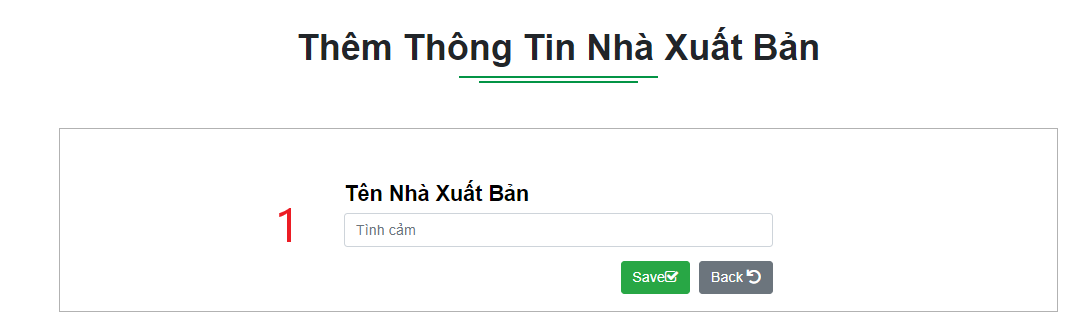 Thêm Thông Tin Nhà Xuất Bản
Tên Nhà Xuất Bản
1
Tình cảm
Save Back